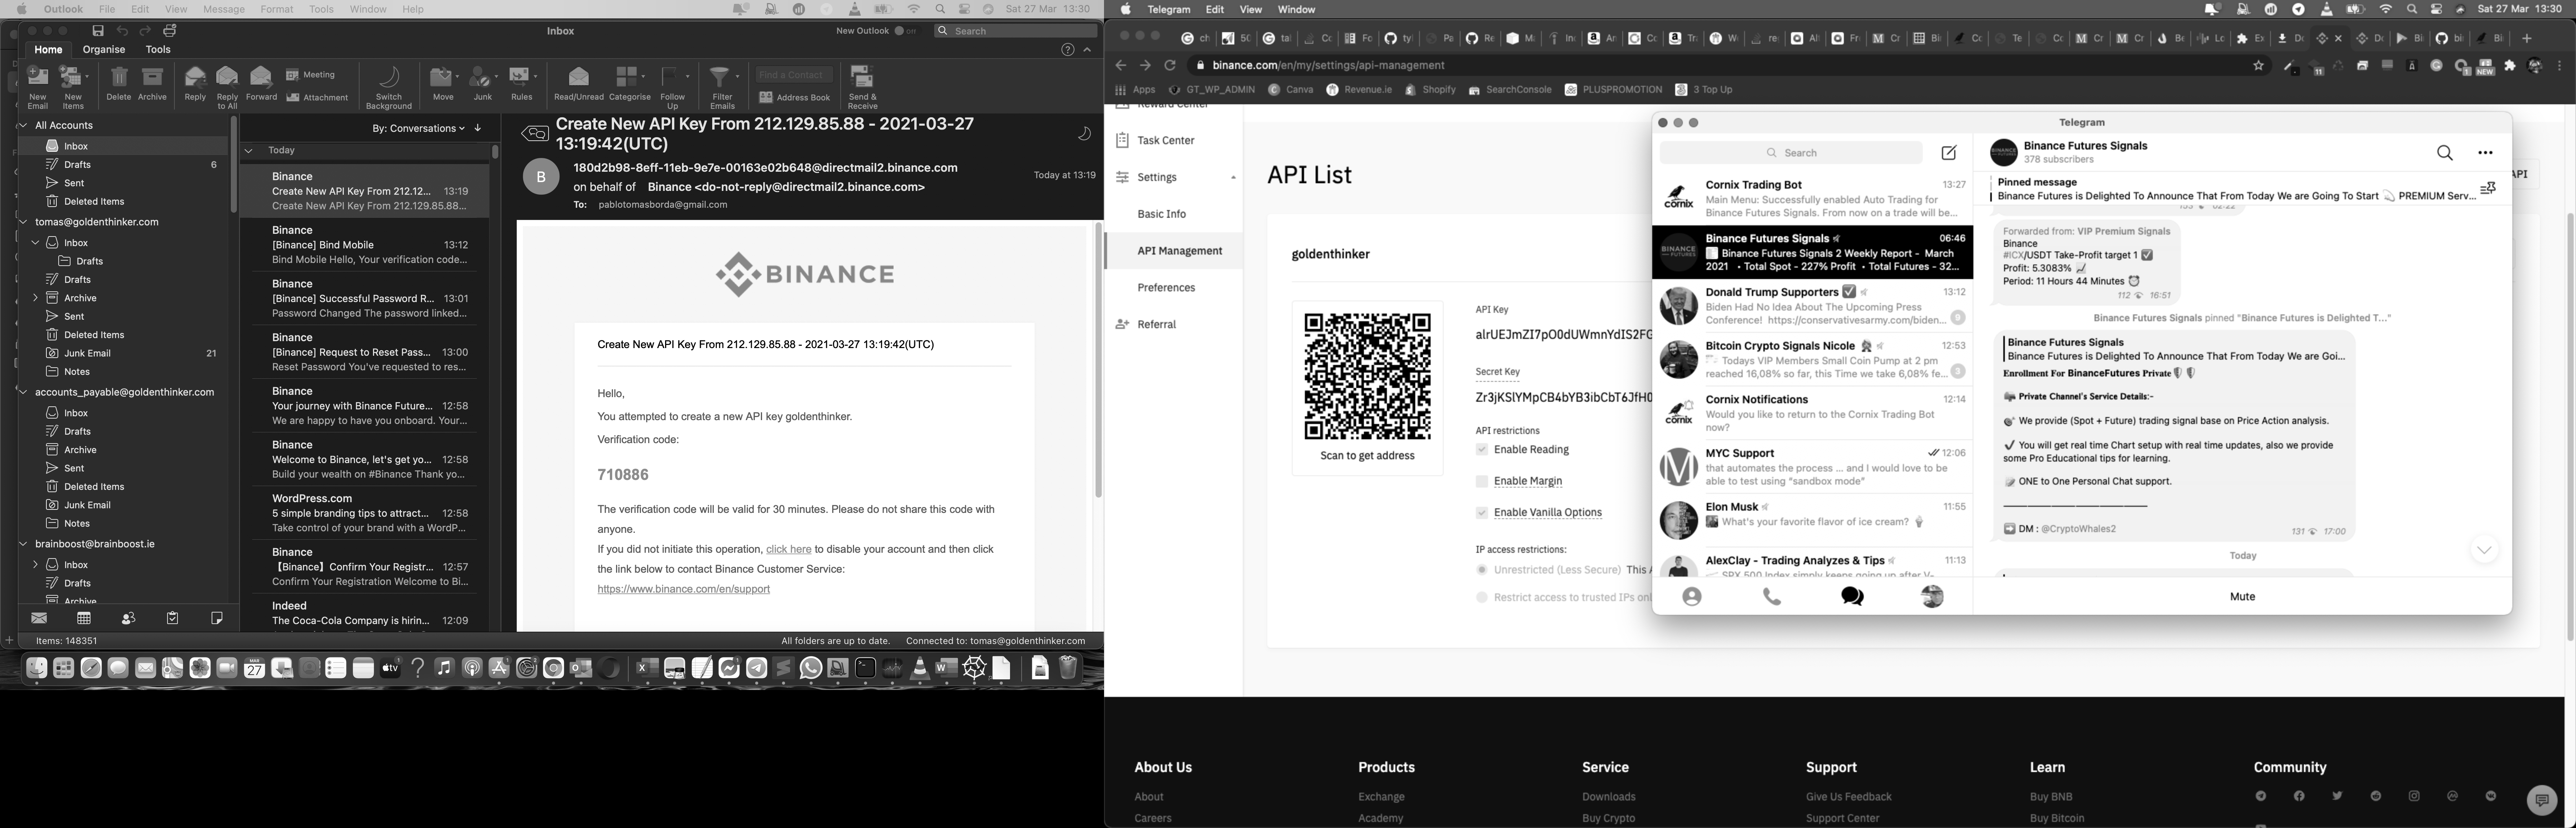 Outlook File Edit View Message Format Tools Window Help
Sat 27 Mar 13:30
Inbox
New Outlook
Search
Home Organise Tools
New Email
New Items
Delete
Archive
Reply
Reply to All
Forward
Meeting
Attachment
Switch Background
Move
Junk
Rules
Read/Unread
Categorise
Follow Up
Filter Emails
Find a Contact
Address Book
Send & Receive
All Accounts
Inbox
Drafts 6
Sent
Deleted Items
tomas@goldenthinker.com
Inbox
Drafts
Drafts
Archive
Sent
Deleted Items
Junk Email 21
Notes
accounts_payable@goldenthinker.com
Inbox
Drafts
Archive
Sent
Deleted Items
Junk Email
Notes
brainboost@brainboost.ie
Inbox
Drafts
Archive
Items: 148351
By: Conversations
Today
Binance
Create New API Key From 212.12... 13:19
Create New API Key From 212.129.85.88...
Binance
[Binance] Bind Mobile 13:12
Bind Mobile Hello, Your verification code...
Binance
[Binance] Successful Password R... 13:01
Password Changed The password linked...
Binance
[Binance] Request to Reset Pass... 13:00
Reset Password You've requested to res...
Binance
Your journey with Binance Future... 12:58
We are happy to have you onboard. Your...
Binance
Welcome to Binance, let's get yo... 12:58
Build your wealth on #Binance Thank yo...
WordPress.com
5 simple branding tips to attract... 12:58
Take control of your brand with a WordP...
Binance
【Binance】Confirm Your Registr... 12:57
Confirm Your Registration Welcome to Bi...
Indeed
The Coca-Cola Company is hirin... 12:09
Create New API Key From 212.129.85.88 - 2021-03-27
13:19:42(UTC)
B
180d2b98-8eff-11eb-9e7e-00163e02b648@directmail2.binance.com
on behalf of Binance <do-not-reply@directmail2.binance.com>
Today at 13:19
To: pablotomasborda@gmail.com
BINANCE
Create New API Key From 212.129.85.88 - 2021-03-27 13:19:42(UTC)
Hello,
You attempted to create a new API key goldenthinker.
Verification code:
710886
The verification code will be valid for 30 minutes. Please do not share this code with
anyone.
If you did not initiate this operation, click here to disable your account and then click
the link below to contact Binance Customer Service:
https://www.binance.com/en/support
All folders are up to date. Connected to: tomas@goldenthinker.com
Telegram Edit View Window
Sat 27 Mar 13:30
binance.com/en/my/settings/api-management
Apps GT_WP_ADMIN Canva Revenue.ie Shopify SearchConsole PLUSPROMOTION 3 Top Up
Reward Center
Task Center
Settings
Basic Info
API Management
Preferences
Referral
API List
API
goldenthinker
Scan to get address
API Key
alrUEJmZI7pO0dUWmnYdIS2FG
Secret Key
Zr3jKSlYMpCB4bYB3ibCbT6JfH0
API restrictions
Enable Reading
Enable Margin
Enable Vanilla Options
IP access restrictions:
Unrestricted (Less Secure) This A
Restrict access to trusted IPs onl
Telegram
Search
Cornix Trading Bot 13:27
Main Menu: Successfully enabled Auto Trading for
Binance Futures Signals. From now on a trade will be...
Binance Futures Signals 06:46
Binance Futures Signals 2 Weekly Report - March
2021 • Total Spot - 227% Profit • Total Futures - 32...
Donald Trump Supporters 13:12
Biden Had No Idea About The Upcoming Press
Conference! https://conservativesarmy.com/biden... 9
Bitcoin Crypto Signals Nicole 12:53
Todays VIP Members Small Coin Pump at 2 pm
reached 16,08% so far, this Time we take 6,08% fe... 3
Cornix Notifications 12:14
Would you like to return to the Cornix Trading Bot
now?
MYC Support 12:06
that automates the process ... and I would love to be
able to test using "sandbox mode"
Elon Musk 11:55
What's your favorite flavor of ice cream?
AlexClay - Trading Analyzes & Tips 11:13
SPX 500 Index simply keeps going up after V-
Binance Futures Signals
378 subscribers
Pinned message
Binance Futures is Delighted To Announce That From Today We are Going To Start PREMIUM Serv...
Forwarded from: VIP Premium Signals
Binance
#ICX/USDT Take-Profit target 1
Profit: 5.3083%
Period: 11 Hours 44 Minutes
112 16:51
Binance Futures Signals pinned "Binance Futures is Delighted T..."
Binance Futures Signals
Binance Futures is Delighted To Announce That From Today We are Goi...
Enrollment For BinanceFutures Private
Private Channel's Service Details:-
We provide (Spot + Future) trading signal base on Price Action analysis.
You will get real time Chart setup with real time updates, also we provide
some Pro Educational tips for learning.
ONE to One Personal Chat support.
DM : @CryptoWhales2
131 17:00
Today
Mute
About Us Products Service Support Learn Community
About Exchange Downloads Give Us Feedback Buy BNB
Careers Academy Buy Crypto Support Center Buy Bitcoin